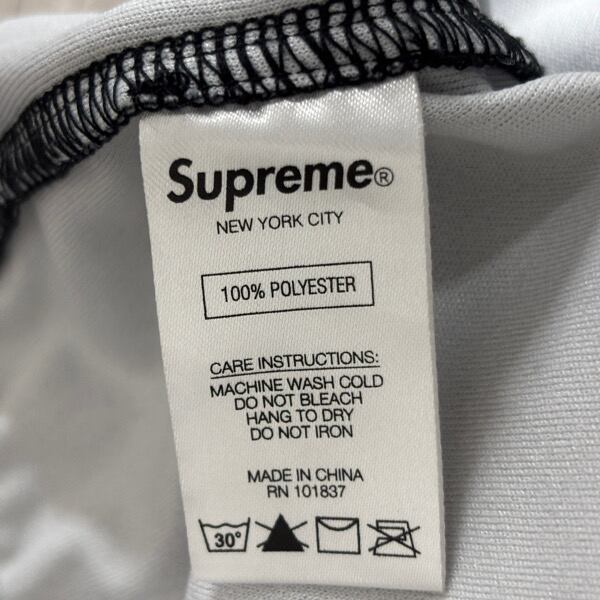 Supreme®
NEW YORK CITY
100% POLYESTER
CARE INSTRUCTIONS:
MACHINE WASH COLD
DO NOT BLEACH
HANG TO DRY
DO NOT IRON
MADE IN CHINA
RN 101837
30°